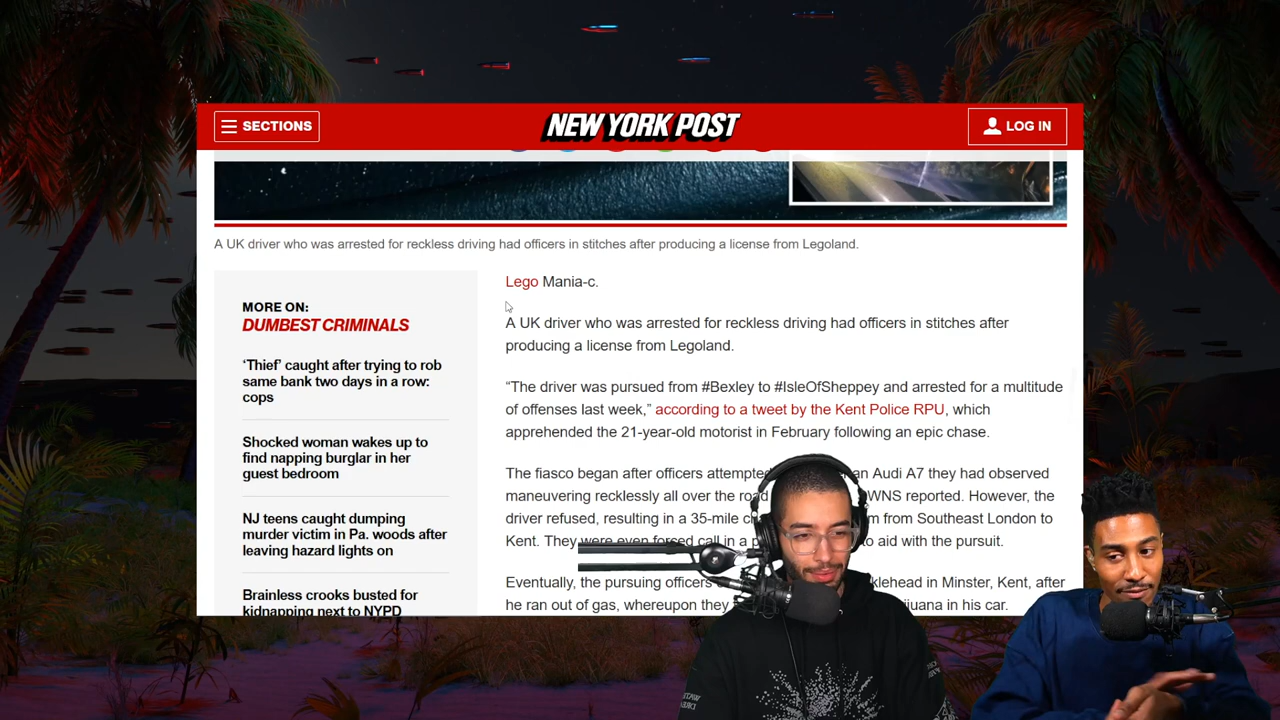 SECTIONS
NEW YORK POST
LOG IN
A UK driver who was arrested for reckless driving had officers in stitches after producing a license from Legoland.
MORE ON:
DUMBEST CRIMINALS
‘Thief’ caught after trying to rob
same bank two days in a row:
cops
Shocked woman wakes up to
find napping burglar in her
guest bedroom
NJ teens caught dumping
murder victim in Pa. woods after
leaving hazard lights on
Brainless crooks busted for
kidnapping next to NYPD
Lego Mania-c.
A UK driver who was arrested for reckless driving had officers in stitches after
producing a license from Legoland.
“The driver was pursued from #Bexley to #IsleOfSheppey and arrested for a multitude
of offenses last week,” according to a tweet by the Kent Police RPU, which
apprehended the 21-year-old motorist in February following an epic chase.
The fiasco began after officers attempted an Audi A7 they had observed
maneuvering recklessly all over the road WNS reported. However, the
driver refused, resulting in a 35-mile from Southeast London to
Kent. They were even forced call in a to aid with the pursuit.
Eventually, the pursuing officers in Minster, Kent, after
he ran out of gas, whereupon they in his car.